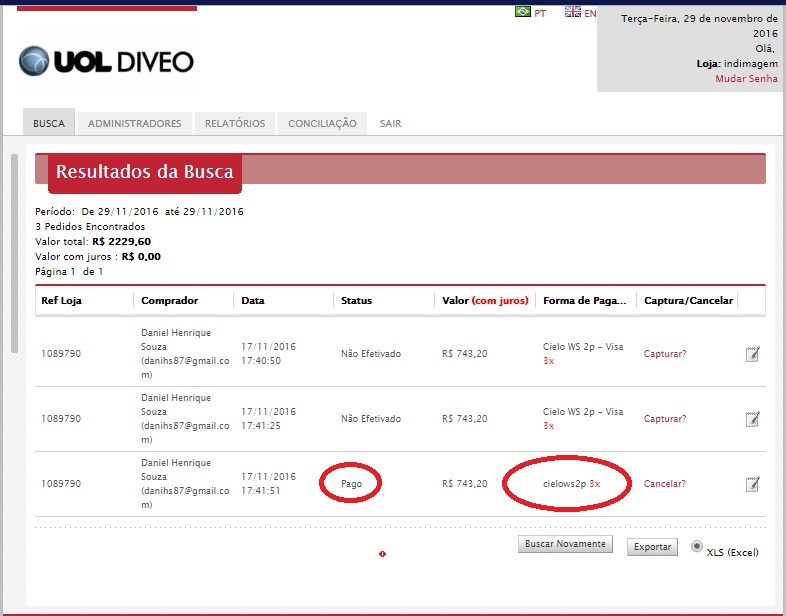 PT EN
Terça-Feira, 29 de novembro de
2016
Olá,
Loja: indimagem
Mudar Senha
UOL DIVEO
BUSCA ADMINISTRADORES RELATÓRIOS CONCILIAÇÃO SAIR
Resultados da Busca
Período: De 29/11/2016 até 29/11/2016
3 Pedidos Encontrados
Valor total: R$ 2229,60
Valor com juros : R$ 0,00
Página 1 de 1
Ref Loja Comprador Data Status Valor (com juros) Forma de Paga... Captura/Cancelar
Daniel Henrique
Souza
(danihs87@gmail.co
m)
1089790
17/11/2016
17:40:50
Não Efetivado
R$ 743,20
Cielo WS 2p - Visa
3x
Capturar?
Daniel Henrique
Souza
(danihs87@gmail.co
m)
1089790
17/11/2016
17:41:25
Não Efetivado
R$ 743,20
Cielo WS 2p - Visa
3x
Capturar?
Daniel Henrique
Souza
(danihs87@gmail.co
m)
1089790
17/11/2016
17:41:51
Pago
R$ 743,20
cielows2p 3x
Cancelar?
Buscar Novamente Exportar XLS (Excel)